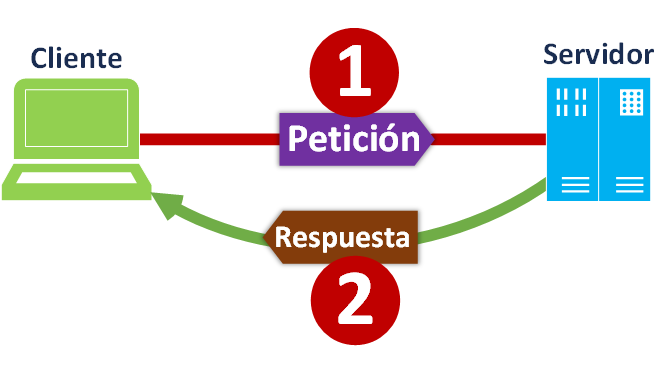 Cliente
Servidor
1
Petición
Respuesta
2